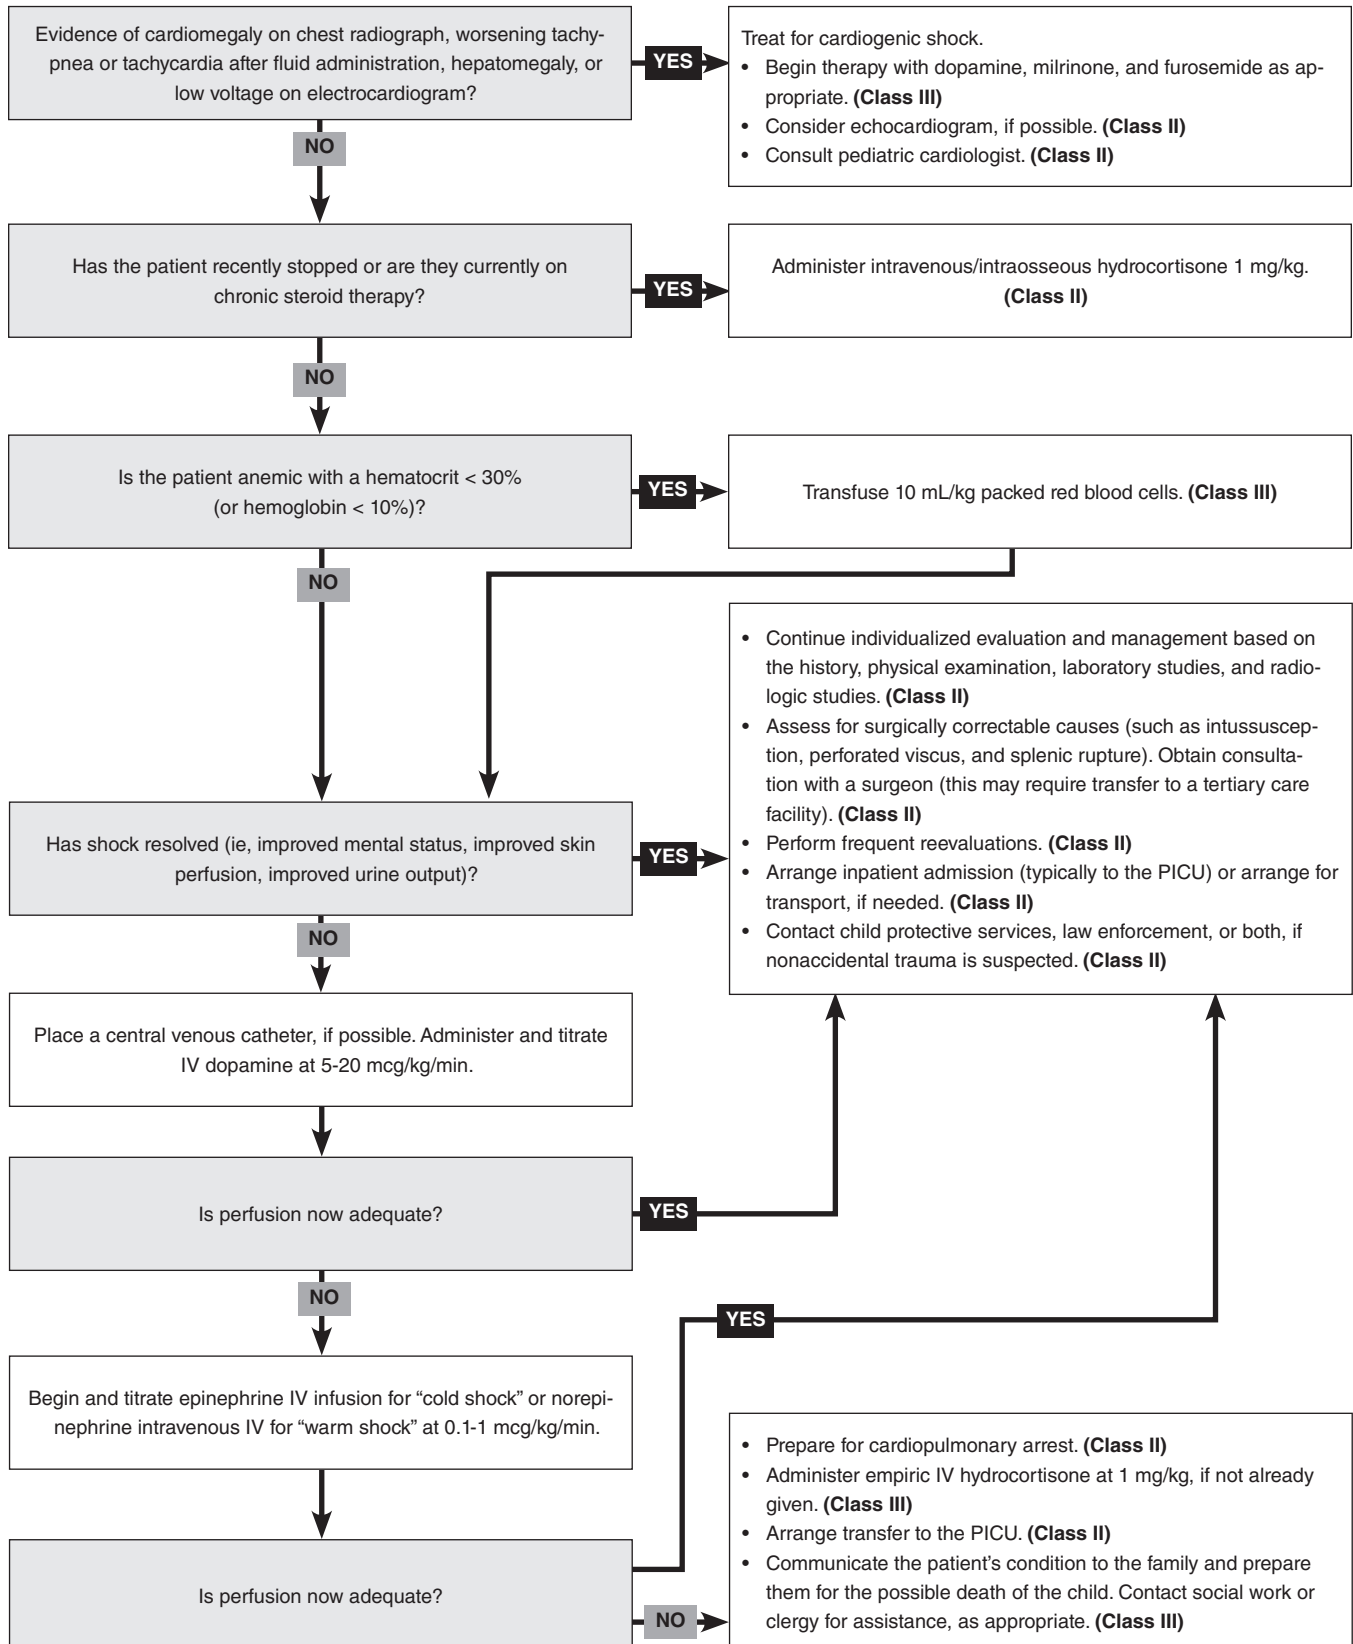 Evidence of cardiomegaly on chest radiograph, worsening tachy-
pnea or tachycardia after fluid administration, hepatomegaly, or
low voltage on electrocardiogram?
YES
Treat for cardiogenic shock.
• Begin therapy with dopamine, milrinone, and furosemide as ap-
propriate. (Class III)
• Consider echocardiogram, if possible. (Class II)
• Consult pediatric cardiologist. (Class II)
NO
Has the patient recently stopped or are they currently on
chronic steroid therapy?
YES
Administer intravenous/intraosseous hydrocortisone 1 mg/kg.
(Class II)
NO
Is the patient anemic with a hematocrit < 30%
(or hemoglobin < 10%)?
YES
Transfuse 10 mL/kg packed red blood cells. (Class III)
NO
• Continue individualized evaluation and management based on
the history, physical examination, laboratory studies, and radio-
logic studies. (Class II)
• Assess for surgically correctable causes (such as intussuscep-
tion, perforated viscus, and splenic rupture). Obtain consulta-
tion with a surgeon (this may require transfer to a tertiary care
facility). (Class II)
• Perform frequent reevaluations. (Class II)
• Arrange inpatient admission (typically to the PICU) or arrange for
transport, if needed. (Class II)
• Contact child protective services, law enforcement, or both, if
nonaccidental trauma is suspected. (Class II)
Has shock resolved (ie, improved mental status, improved skin
perfusion, improved urine output)?
YES
NO
Place a central venous catheter, if possible. Administer and titrate
IV dopamine at 5-20 mcg/kg/min.
Is perfusion now adequate?
YES
NO
YES
Begin and titrate epinephrine IV infusion for “cold shock” or norepi-
nephrine intravenous IV for “warm shock” at 0.1-1 mcg/kg/min.
Is perfusion now adequate?
NO
• Prepare for cardiopulmonary arrest. (Class II)
• Administer empiric IV hydrocortisone at 1 mg/kg, if not already
given. (Class III)
• Arrange transfer to the PICU. (Class II)
• Communicate the patient’s condition to the family and prepare
them for the possible death of the child. Contact social work or
clergy for assistance, as appropriate. (Class III)